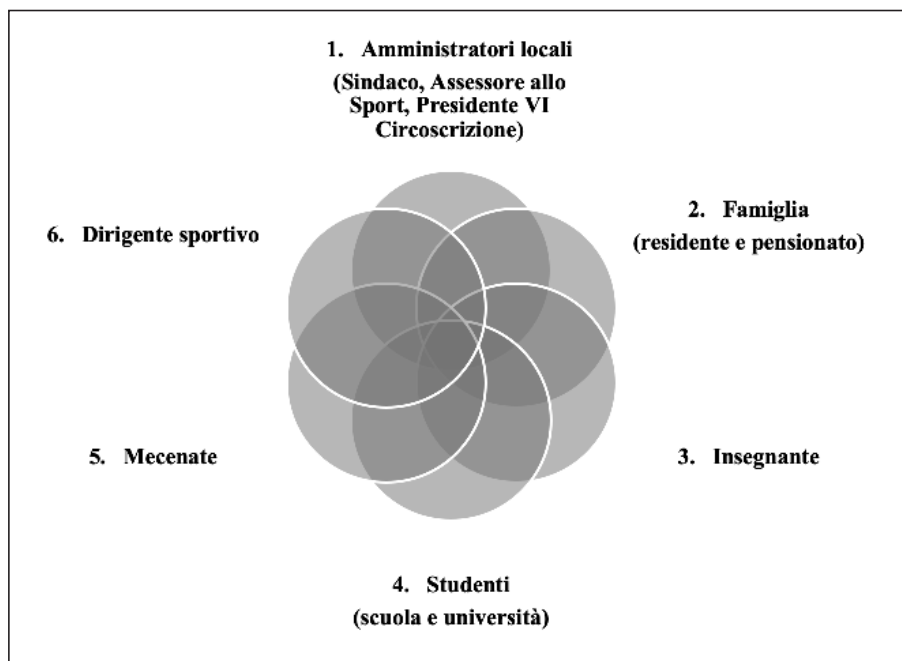 1. Amministratori locali
(Sindaco, Assessore allo
Sport, Presidente VI
Circoscrizione)
2. Famiglia
(residente e pensionato)
3. Insegnante
4. Studenti
(scuola e università)
5. Mecenate
6. Dirigente sportivo